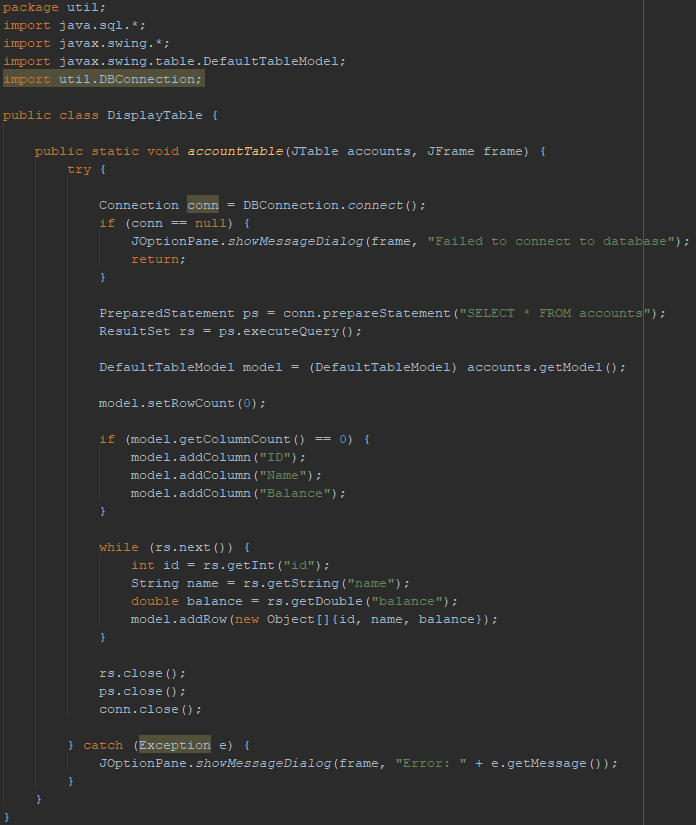 package util;
import java.sql.*;
import javax.swing.*;
import javax.swing.table.DefaultTableModel;
import util.DBConnection;
public class DisplayTable {
public static void accountTable(JTable accounts, JFrame frame) {
try {
Connection conn = DBConnection.connect();
if (conn == null) {
JOptionPane.showMessageDialog(frame, "Failed to connect to database");
return;
}
PreparedStatement ps = conn.prepareStatement("SELECT * FROM accounts");
ResultSet rs = ps.executeQuery();
DefaultTableModel model = (DefaultTableModel) accounts.getModel();
model.setRowCount(0);
if (model.getColumnCount() == 0) {
model.addColumn("ID");
model.addColumn("Name");
model.addColumn("Balance");
}
while (rs.next()) {
int id = rs.getInt("id");
String name = rs.getString("name");
double balance = rs.getDouble("balance");
model.addRow(new Object[]{id, name, balance});
}
rs.close();
ps.close();
conn.close();
} catch (Exception e) {
JOptionPane.showMessageDialog(frame, "Error: " + e.getMessage());
}
}
}